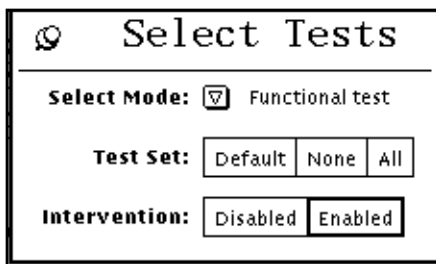 Select Tests
Select Mode: Functional test
Test Set: Default None All
Intervention: Disabled Enabled